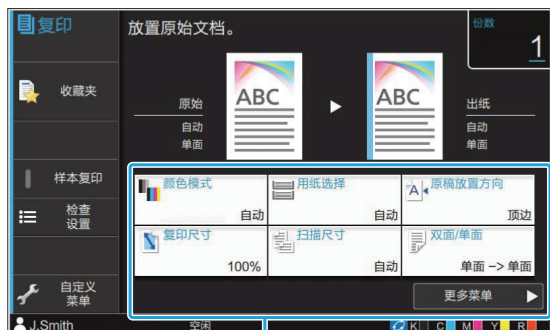 复印
放置原始文档。
份数
1
收藏夹
原始
ABC
ABC
出纸
自动
自动
单面
单面
样本复印
检查
设置
自定义
菜单
颜色模式
自动
用纸选择
自动
原稿放置方向
顶边
复印尺寸
100%
扫描尺寸
自动
双面/单面
单面 -> 单面
更多菜单
J.Smith
空闲
K C M Y R